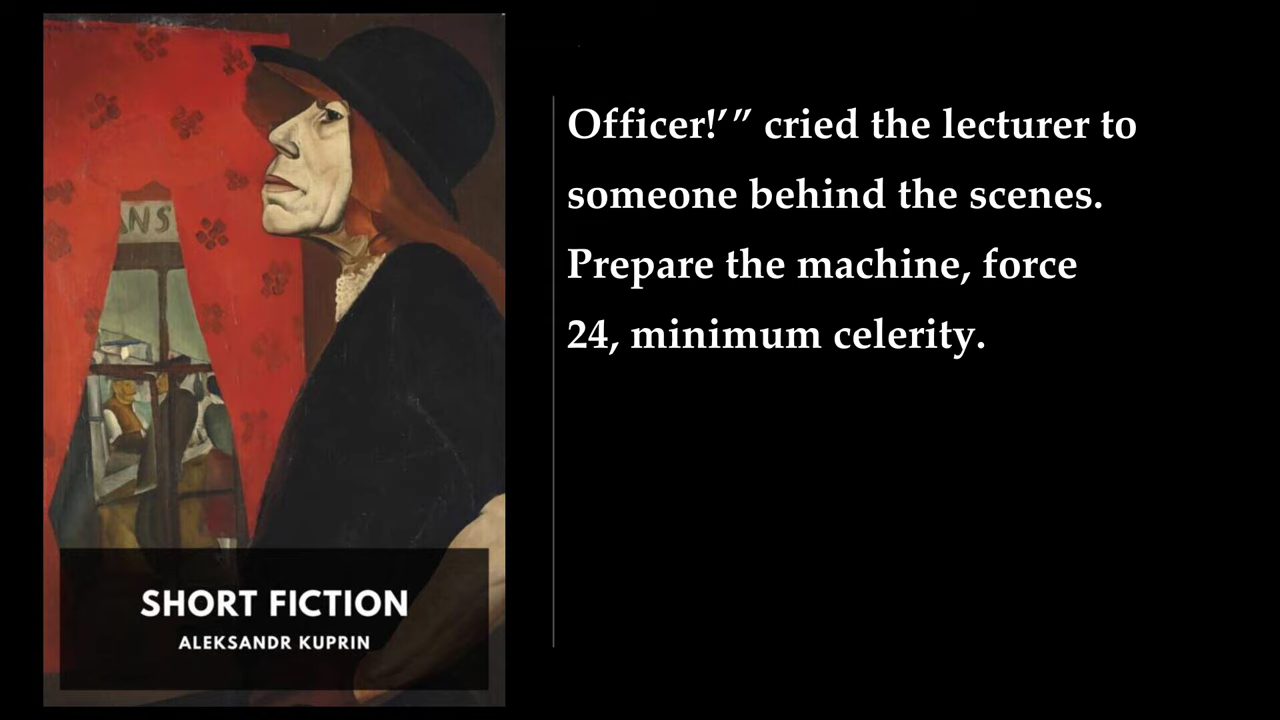 Officer!’” cried the lecturer to
someone behind the scenes.
Prepare the machine, force
24, minimum celerity.
ANS
SHORT FICTION
ALEKSANDR KUPRIN